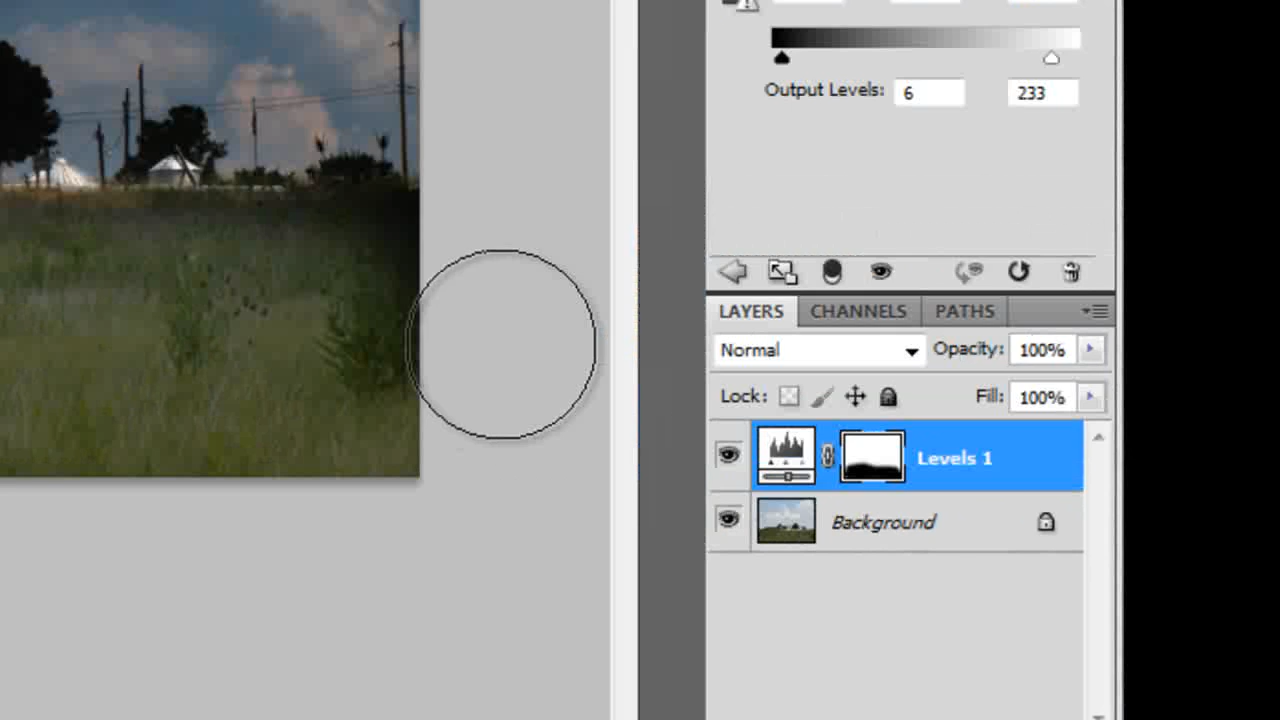 Output Levels: 6 233
LAYERS CHANNELS PATHS
Normal Opacity: 100%
Lock: Fill: 100%
Levels 1
Background